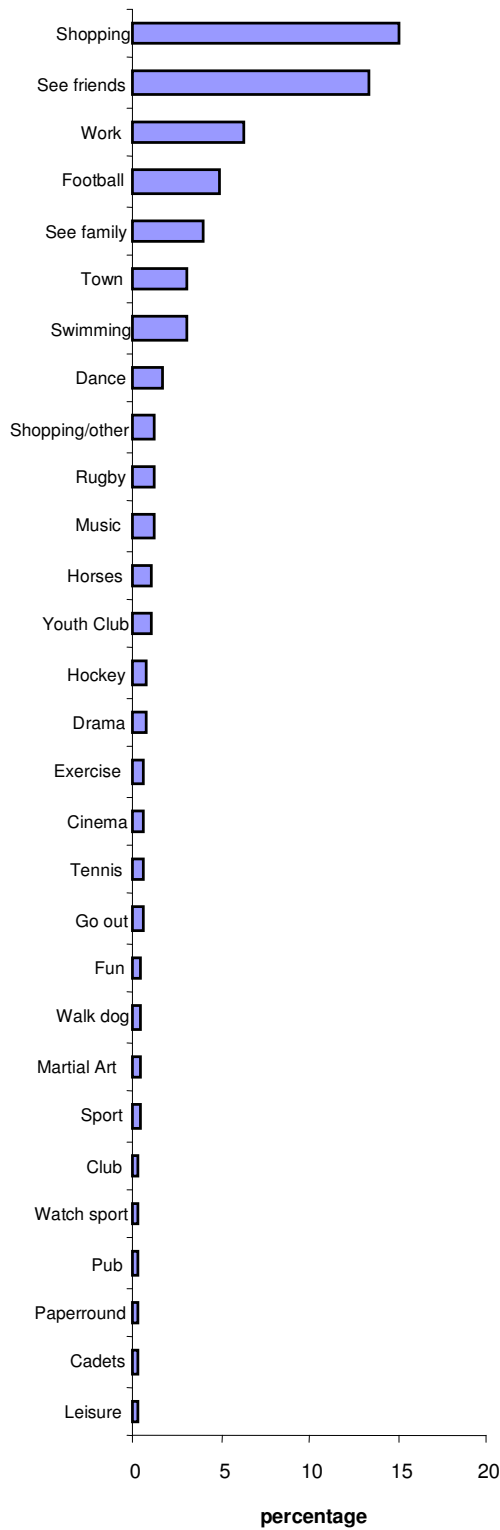 Shopping
See friends
Work
Football
See family
Town
Swimming
Dance
Shopping/other
Rugby
Music
Horses
Youth Club
Hockey
Drama
Exercise
Cinema
Tennis
Go out
Fun
Walk dog
Martial Art
Sport
Club
Watch sport
Pub
Paperround
Cadets
Leisure
0 5 10 15 20
percentage